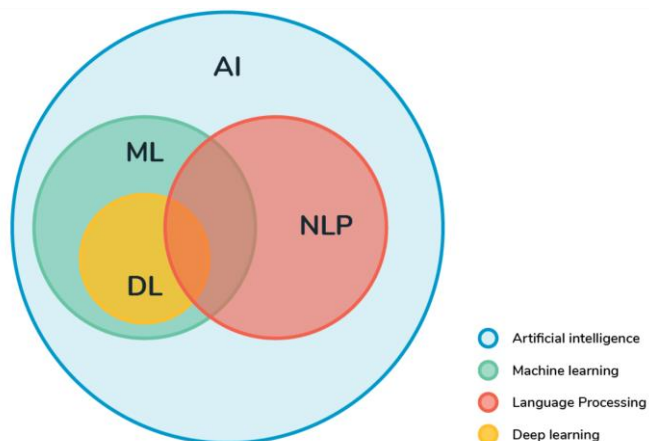 AI
ML
NLP
DL
Artificial intelligence
Machine learning
Language Processing
Deep learning